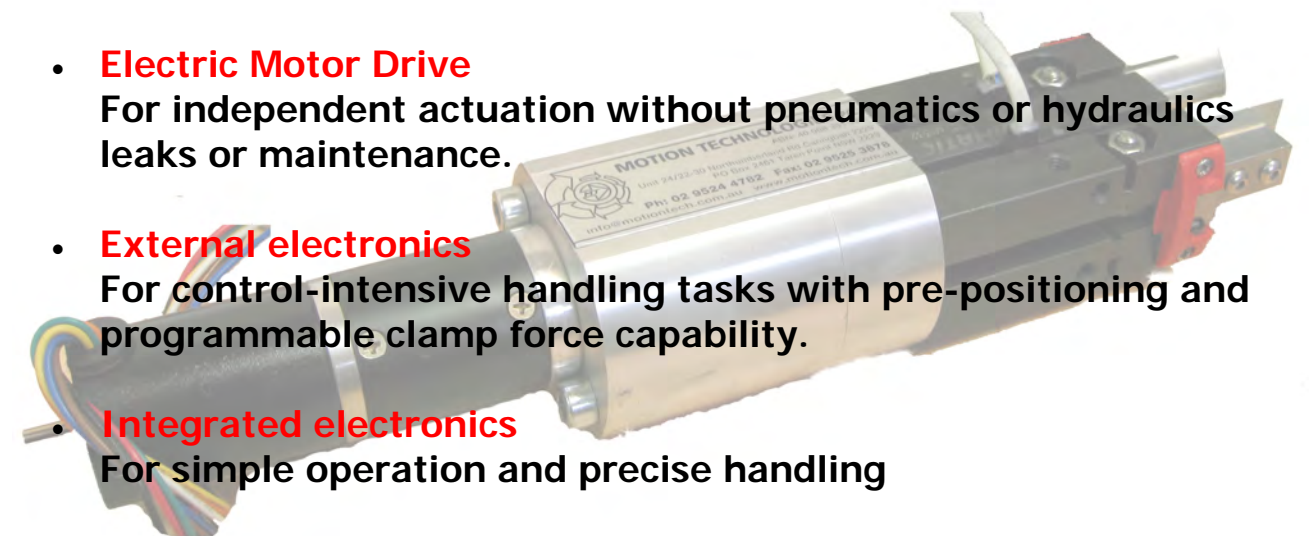 • Electric Motor Drive
For independent actuation without pneumatics or hydraulics
leaks or maintenance.
• External electronics
For control-intensive handling tasks with pre-positioning and
programmable clamp force capability.
• Integrated electronics
For simple operation and precise handling
MOTION TECHNOLOG
Ph: 02 9524 4782 Fax: 02 9525 3878
info@motiontech.com.au www.motiontech.com.au